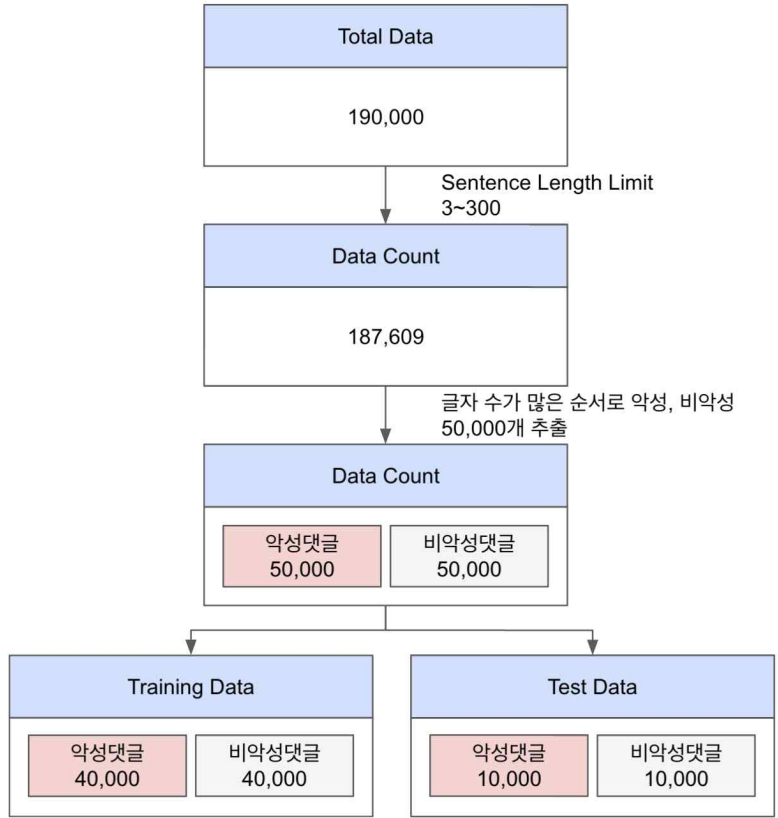 Total Data
190,000
Sentence Length Limit
3~300
Data Count
187,609
글자 수가 많은 순서로 악성, 비악성
50,000개 추출
Data Count
악성댓글
50,000
비악성댓글
50,000
Training Data
악성댓글
40,000
비악성댓글
40,000
Test Data
악성댓글
10,000
비악성댓글
10,000